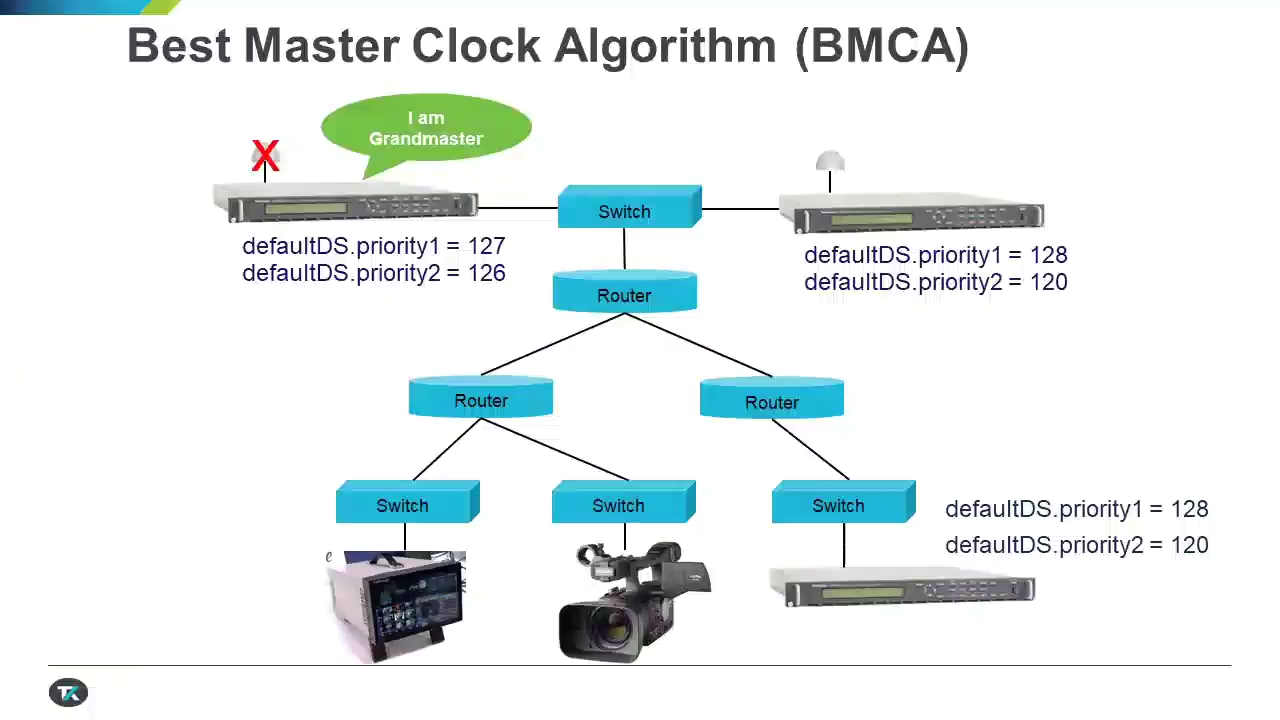 Best Master Clock Algorithm (BMCA)
I am
Grandmaster
X
Switch
defaultDS.priority1 = 127
defaultDS.priority2 = 126
defaultDS.priority1 = 128
defaultDS.priority2 = 120
Router
Router
Router
Switch
Switch
Switch
defaultDS.priority1 = 128
defaultDS.priority2 = 120
e
TK